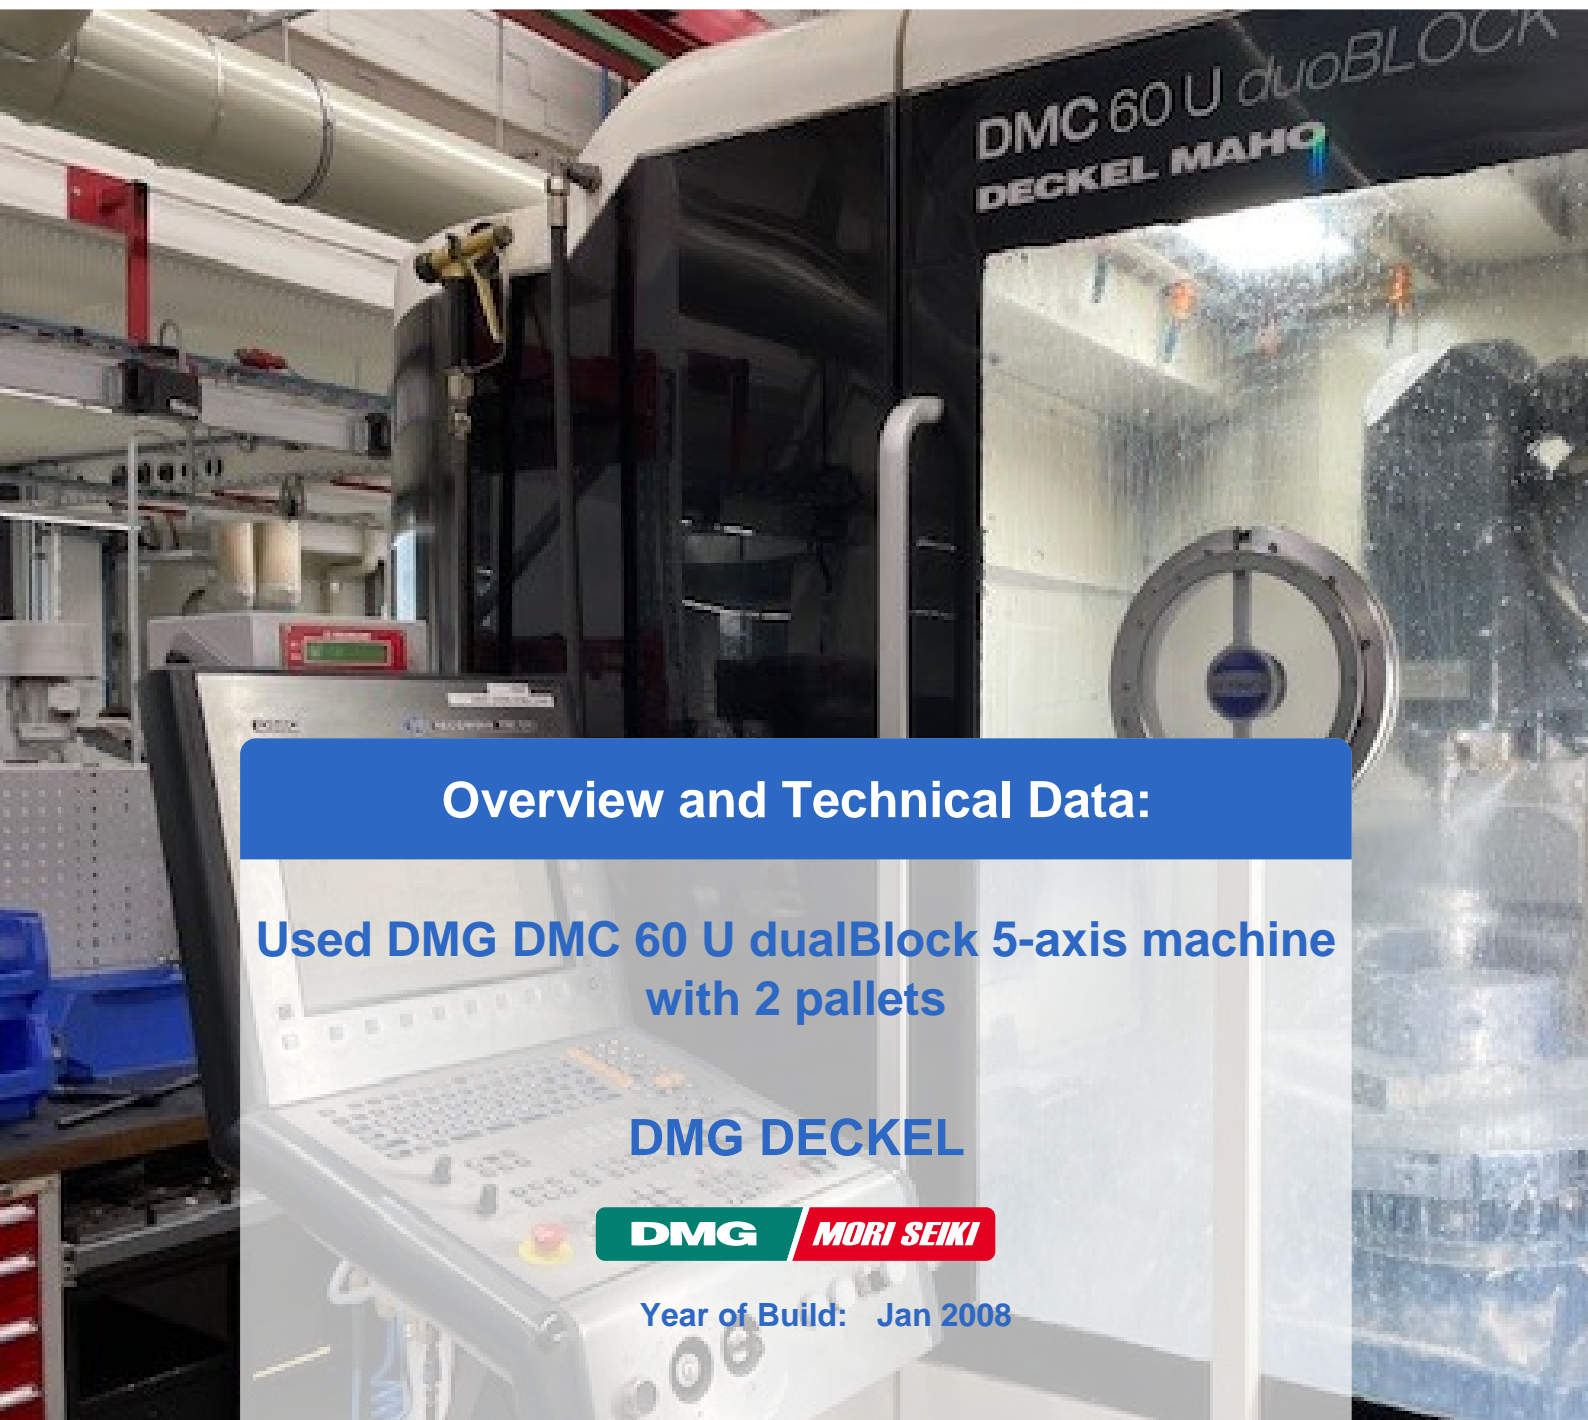 DMC 60 U duoBLOCK
DECKEL MAHO
Overview and Technical Data:
Used DMG DMC 60 U dualBlock 5-axis machine
with 2 pallets
DMG DECKEL
DMG MORI SEIKI
Year of Build: Jan 2008